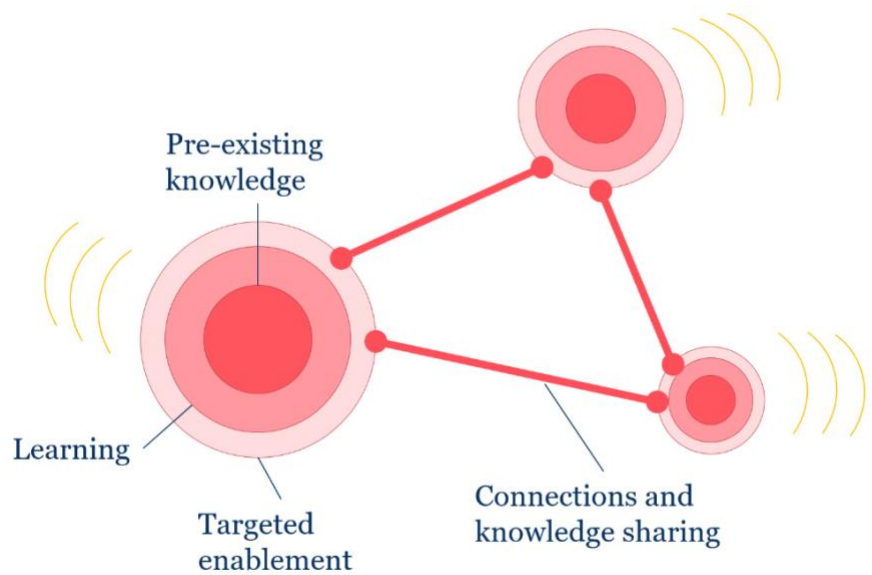 Pre-existing
knowledge
Learning
Targeted
enablement
Connections and
knowledge sharing